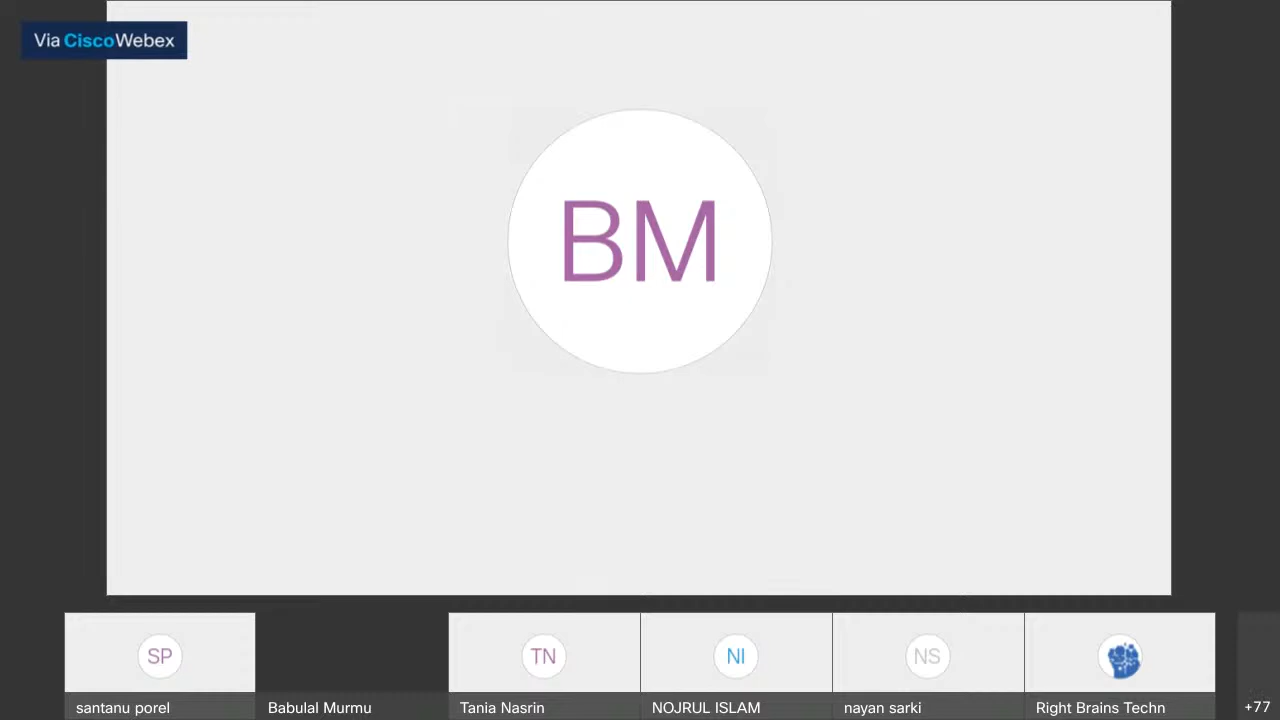 Via CiscoWebex
BM
SP
TN
NI
NS
santanu porel
Babulal Murmu
Tania Nasrin
NOJRUL ISLAM
nayan sarki
Right Brains Techn
+77